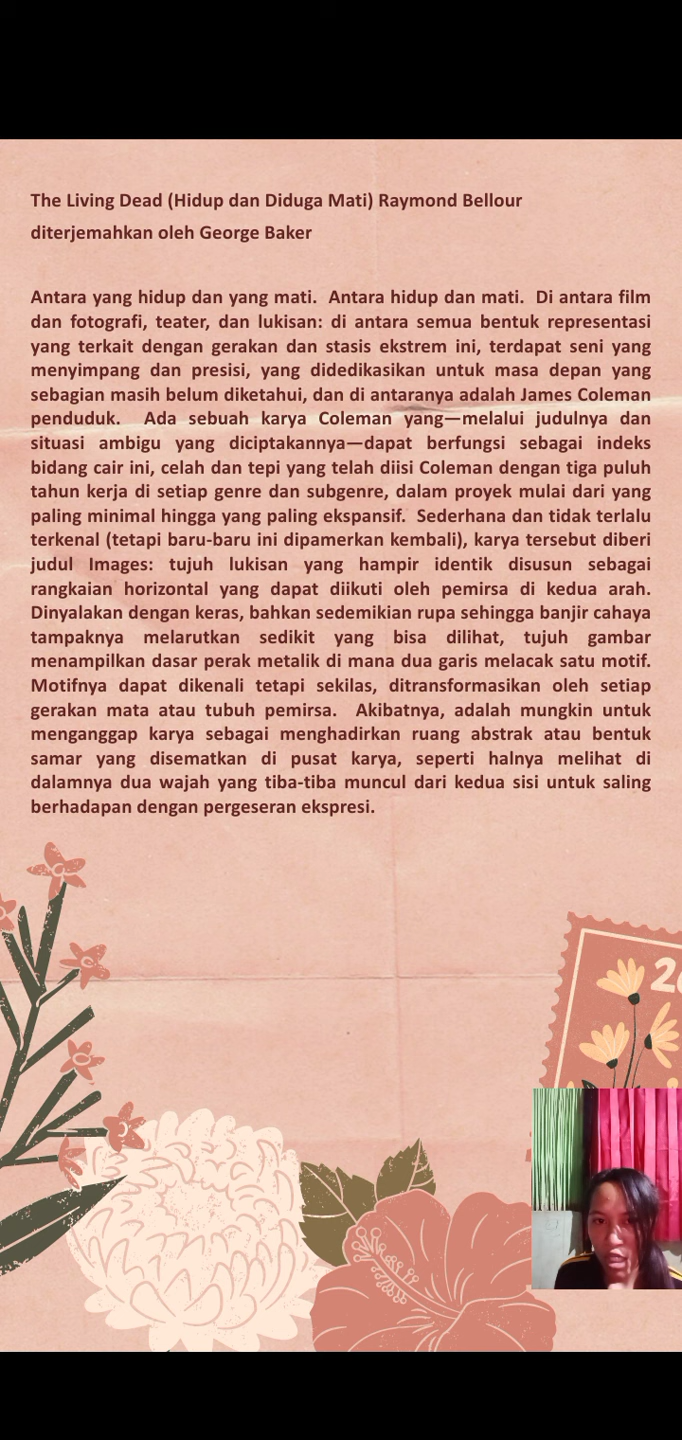 The Living Dead (Hidup dan Diduga Mati) Raymond Bellour
diterjemahkan oleh George Baker
Antara yang hidup dan yang mati. Antara hidup dan mati. Di antara film
dan fotografi, teater, dan lukisan: di antara semua bentuk representasi
yang terkait dengan gerakan dan stasis ekstrem ini, terdapat seni yang
menyimpang dan presisi, yang didedikasikan untuk masa depan yang
sebagian masih belum diketahui, dan di antaranya adalah James Coleman
penduduk. Ada sebuah karya Coleman yang—melalui judulnya dan
situasi ambigu yang diciptakannya—dapat berfungsi sebagai indeks
bidang cair ini, celah dan tepi yang telah diisi Coleman dengan tiga puluh
tahun kerja di setiap genre dan subgenre, dalam proyek mulai dari yang
paling minimal hingga yang paling ekspansif. Sederhana dan tidak terlalu
terkenal (tetapi baru-baru ini dipamerkan kembali), karya tersebut diberi
judul Images: tujuh lukisan yang hampir identik disusun sebagai
rangkaian horizontal yang dapat diikuti oleh pemirsa di kedua arah.
Dinyalakan dengan keras, bahkan sedemikian rupa sehingga banjir cahaya
tampaknya melarutkan sedikit yang bisa dilihat, tujuh gambar
menampilkan dasar perak metalik di mana dua garis melacak satu motif.
Motifnya dapat dikenali tetapi sekilas, ditransformasikan oleh setiap
gerakan mata atau tubuh pemirsa. Akibatnya, adalah mungkin untuk
menganggap karya sebagai menghadirkan ruang abstrak atau bentuk
samar yang disematkan di pusat karya, seperti halnya melihat di
dalamnya dua wajah yang tiba-tiba muncul dari kedua sisi untuk saling
berhadapan dengan pergeseran ekspresi.